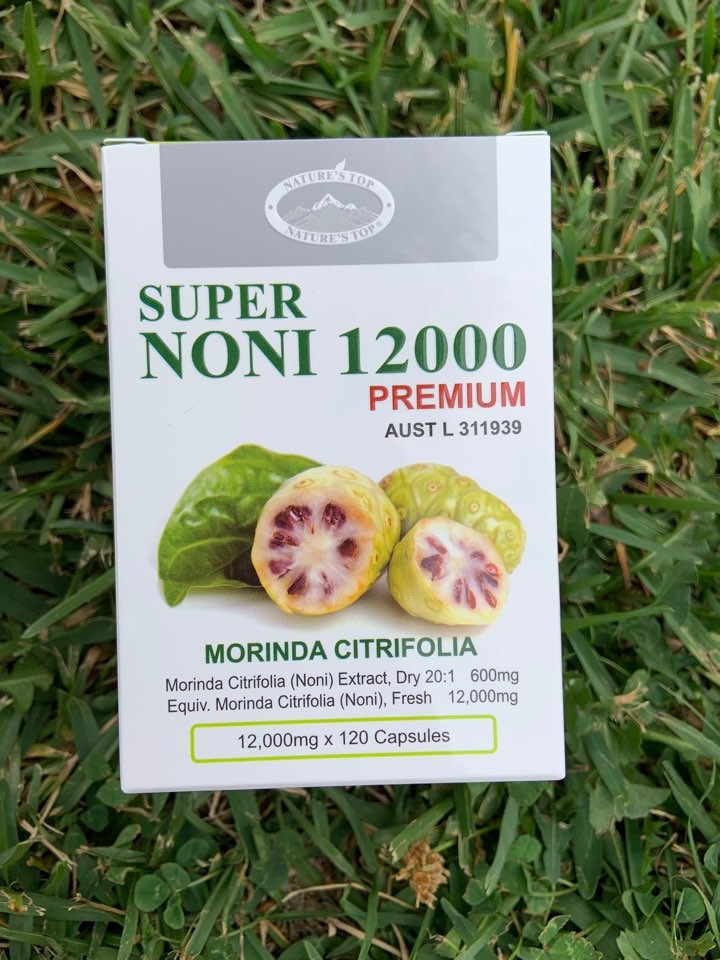 NATURE'S TOP
NATURE'S TOP®
SUPER
NONI 12000
PREMIUM
AUST L 311939
MORINDA CITRIFOLIA
Morinda Citrifolia (Noni) Extract, Dry 20:1 600mg
Equiv. Morinda Citrifolia (Noni), Fresh 12,000mg
12,000mg x 120 Capsules